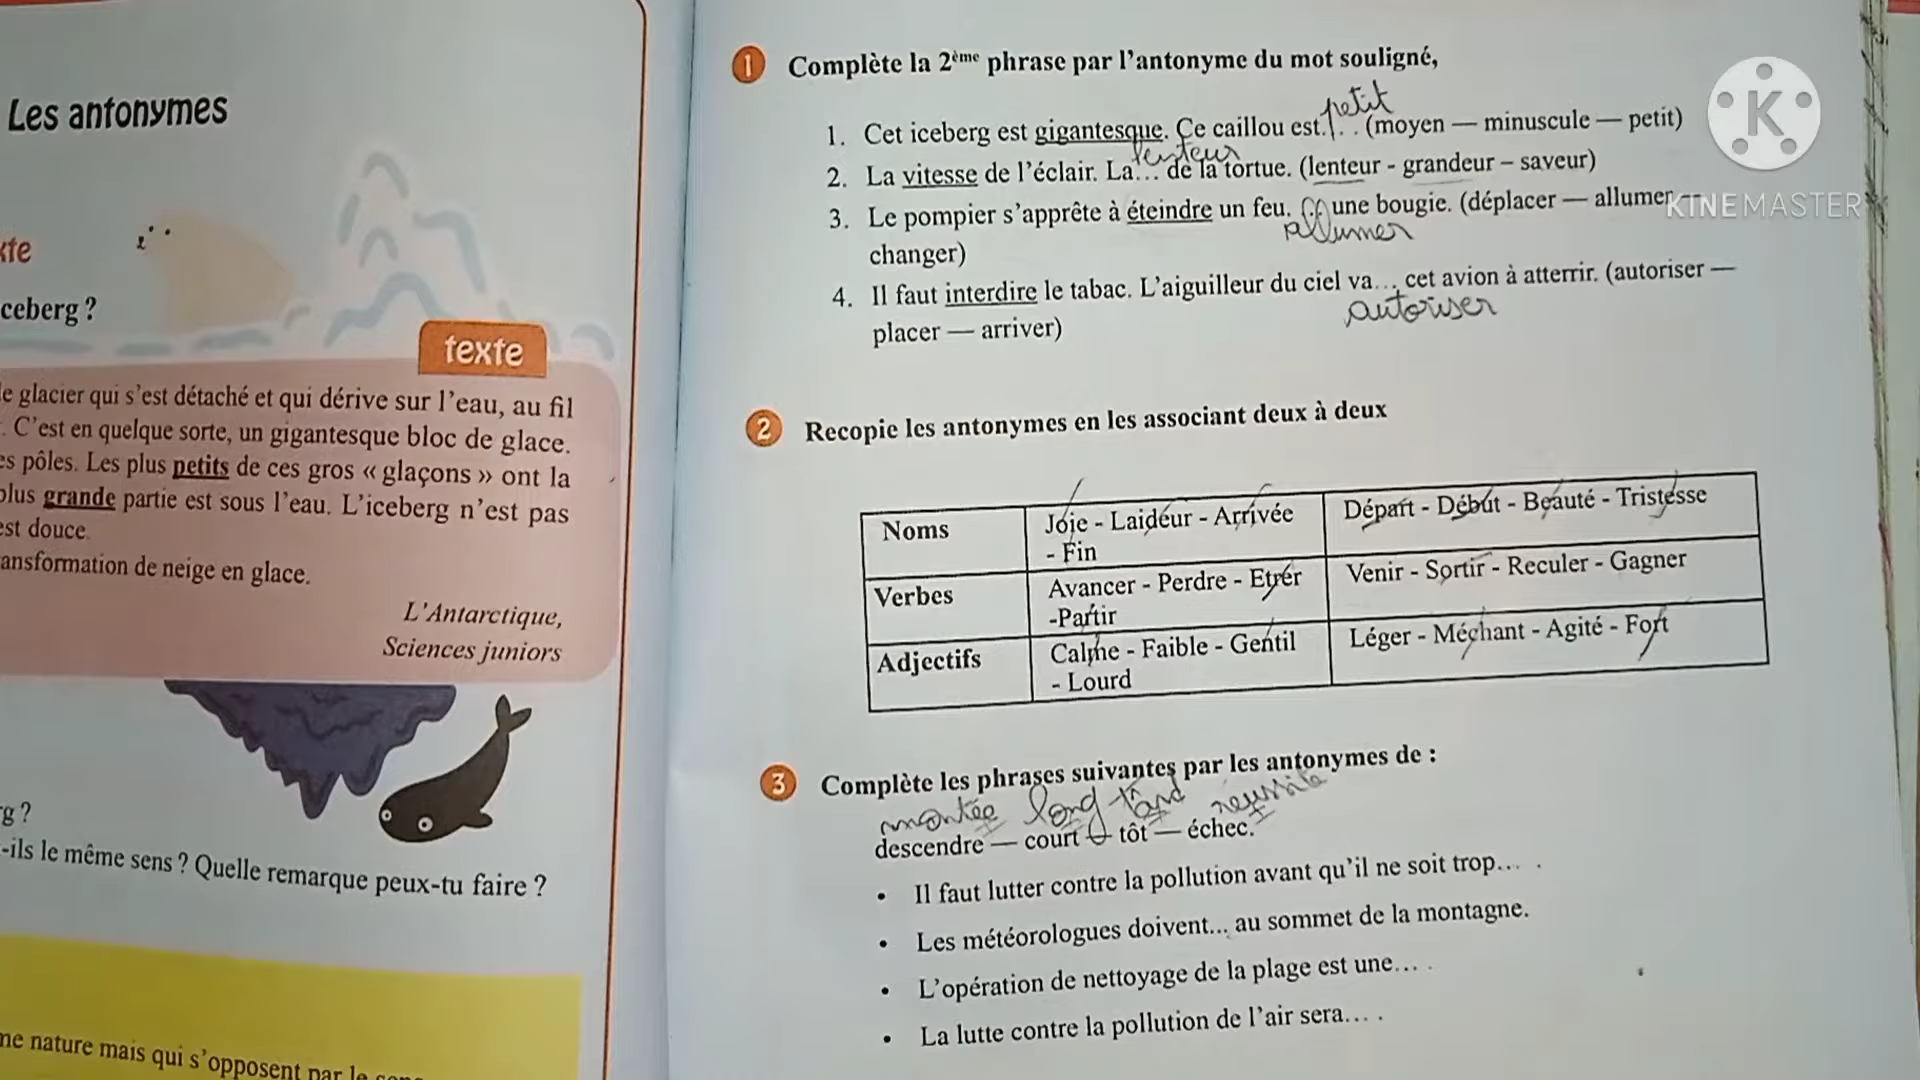 Les antonymes
xte
ceberg ?
texte
le glacier qui s'est détaché et qui dérive sur l'eau, au fil
. C'est en quelque sorte, un gigantesque bloc de glace.
es pôles. Les plus petits de ces gros « glaçons » ont la
plus grande partie est sous l'eau. L'iceberg n'est pas
est douce.
ansformation de neige en glace.
L'Antarctique,
Sciences juniors
g ?
-ils le même sens ? Quelle remarque peux-tu faire ?
ne nature mais qui s'opposent par le sens
1 Complète la 2ème phrase par l'antonyme du mot souligné,
petit
1. Cet iceberg est gigantesque. Ce caillou est... (moyen — minuscule — petit)
lenteur
2. La vitesse de l'éclair. La... de la tortue. (lenteur - grandeur – saveur)
3. Le pompier s'apprête à éteindre un feu. ... une bougie. (déplacer — allumer —
allumer
changer)
4. Il faut interdire le tabac. L'aiguilleur du ciel va... cet avion à atterrir. (autoriser —
autoriser
placer — arriver)
2 Recopie les antonymes en les associant deux à deux
Noms
Joie - Laideur - Arrivée
- Fin
Départ - Début - Beauté - Tristesse
Verbes
Avancer - Perdre - Etrer
-Partir
Venir - Sortir - Reculer - Gagner
Adjectifs
Calme - Faible - Gentil
- Lourd
Léger - Méchant - Agité - Fort
3 Complète les phrases suivantes par les antonymes de :
montée long tard réussite
descendre — court — tôt — échec.
• Il faut lutter contre la pollution avant qu'il ne soit trop... .
• Les météorologues doivent... au sommet de la montagne.
• L'opération de nettoyage de la plage est une... .
• La lutte contre la pollution de l'air sera... .
K
KINEMASTER